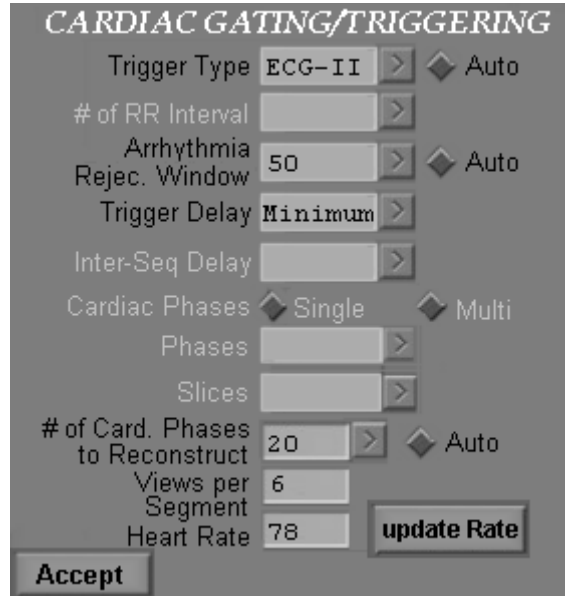 CARDIAC GATING/TRIGGERING
Trigger Type ECG-II > Auto
# of RR Interval >
Arrhythmia
Rejec. Window 50 > Auto
Trigger Delay Minimum >
Inter-Seq Delay >
Cardiac Phases Single Multi
Phases >
Slices >
# of Card. Phases
to Reconstruct 20 > Auto
Views per
Segment 6
Heart Rate 78 update Rate
Accept